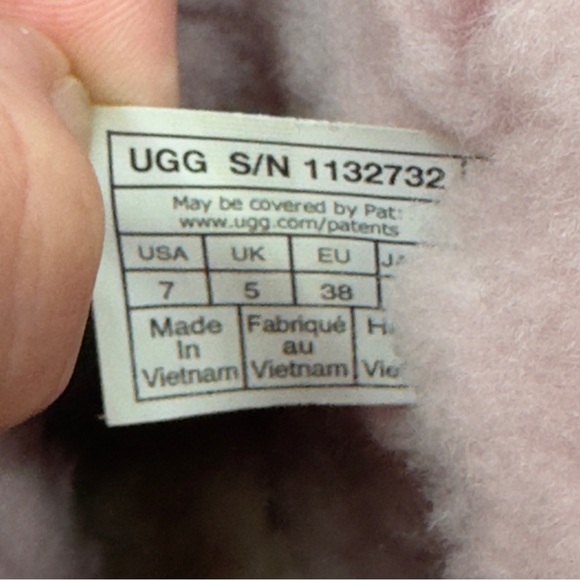 UGG S/N 1132732
May be covered by Pat:
www.ugg.com/patents
USA UK EU
7 5 38
Made Fabriqué
In au
Vietnam Vietnam